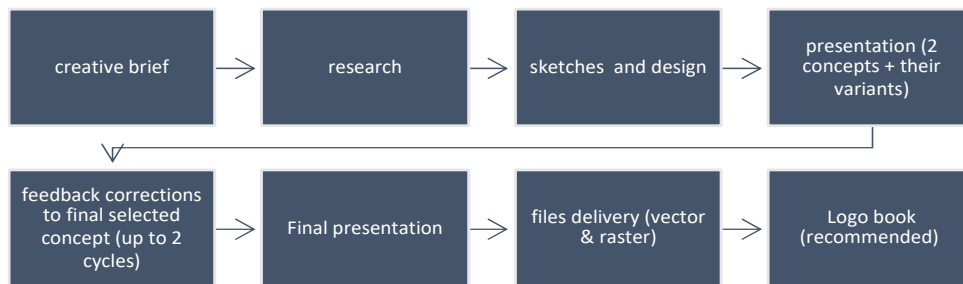 creative brief
research
sketches  and design
presentation (2
concepts + their
variants)
feedback corrections
to final selected
concept (up to 2
cycles)
Final presentation
files delivery (vector
& raster)
Logo book
(recommended)